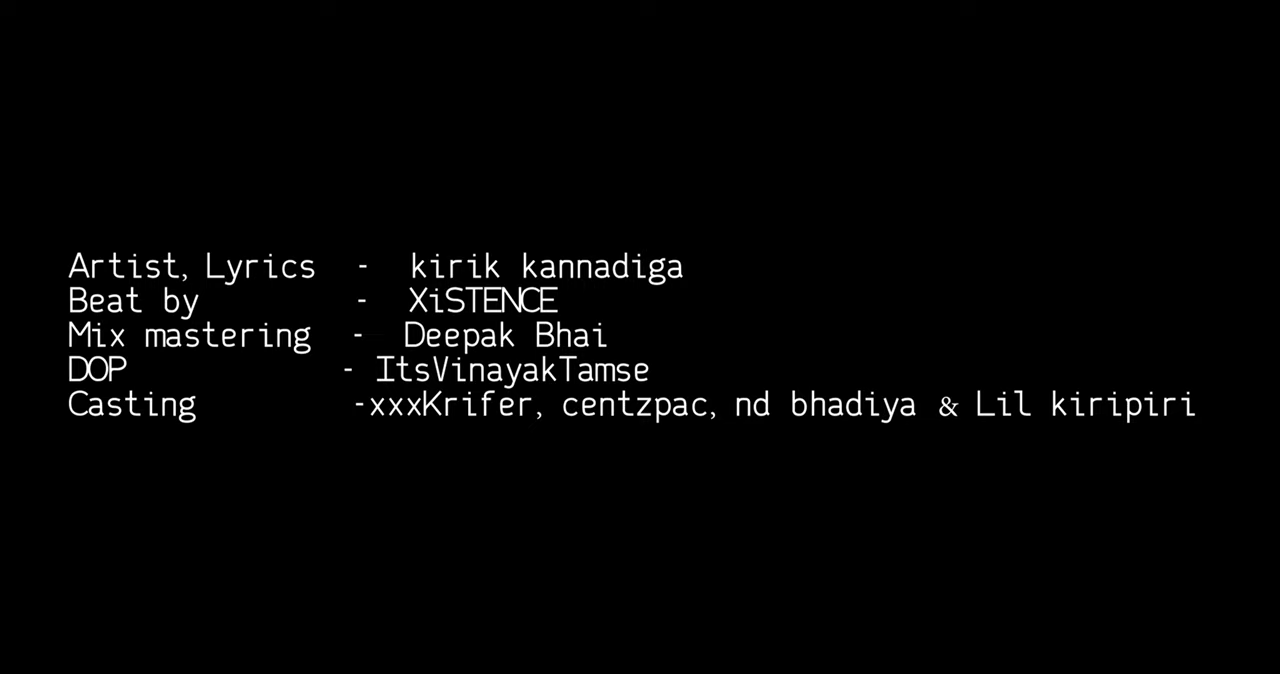 Artist, Lyrics - kirik kannadiga
Beat by - XiSTENCE
Mix mastering - Deepak Bhai
DOP - ItsVinayakTamse
Casting -xxxKrifer, centzpac, nd bhadiya & Lil kiripiri